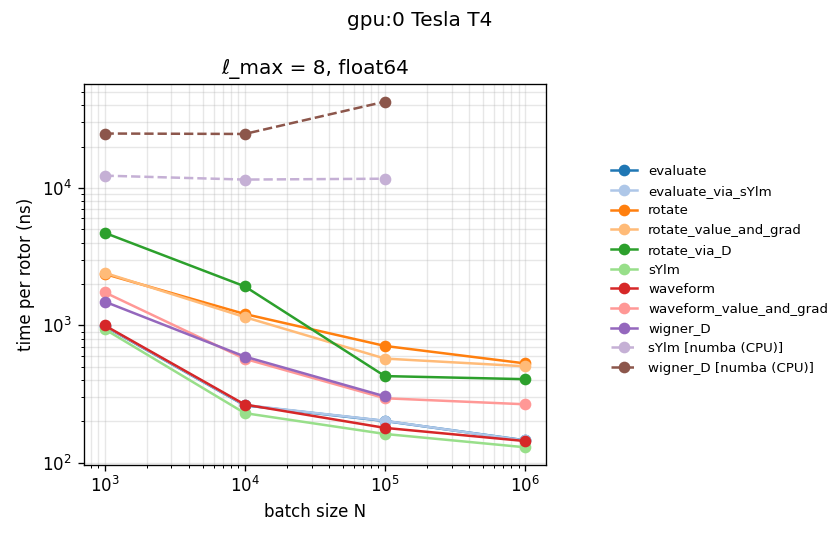 gpu:0 Tesla T4
ℓ_max = 8, float64
time per rotor (ns)
10⁴
10³
10²
10³ 10⁴ 10⁵ 10⁶
batch size N
evaluate
evaluate_via_sYlm
rotate
rotate_value_and_grad
rotate_via_D
sYlm
waveform
waveform_value_and_grad
wigner_D
sYlm [numba (CPU)]
wigner_D [numba (CPU)]